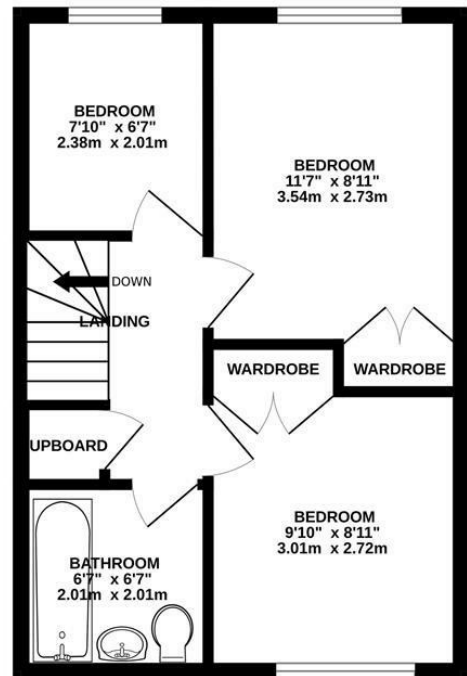 BEDROOM
7'10" x 6'7"
2.38m x 2.01m
BEDROOM
11'7" x 8'11"
3.54m x 2.73m
DOWN
LANDING
WARDROBE
WARDROBE
UPBOARD
BEDROOM
9'10" x 8'11"
3.01m x 2.72m
BATHROOM
6'7" x 6'7"
2.01m x 2.01m